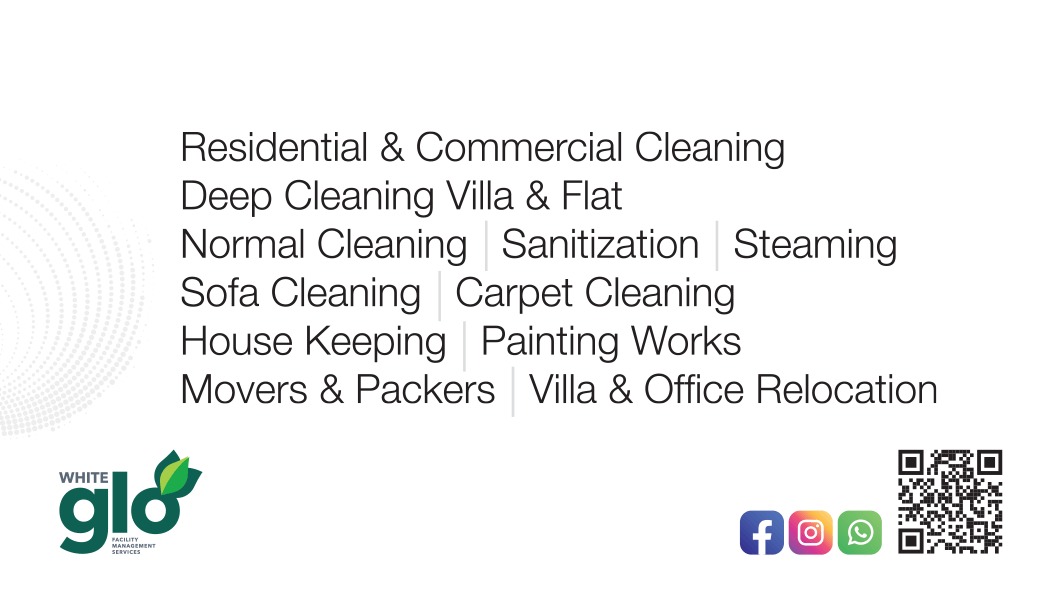 Residential & Commercial Cleaning
Deep Cleaning Villa & Flat
Normal Cleaning | Sanitization | Steaming
Sofa Cleaning | Carpet Cleaning
House Keeping | Painting Works
Movers & Packers | Villa & Office Relocation
WHITE
glo
FACILITY
MANAGEMENT
SERVICES